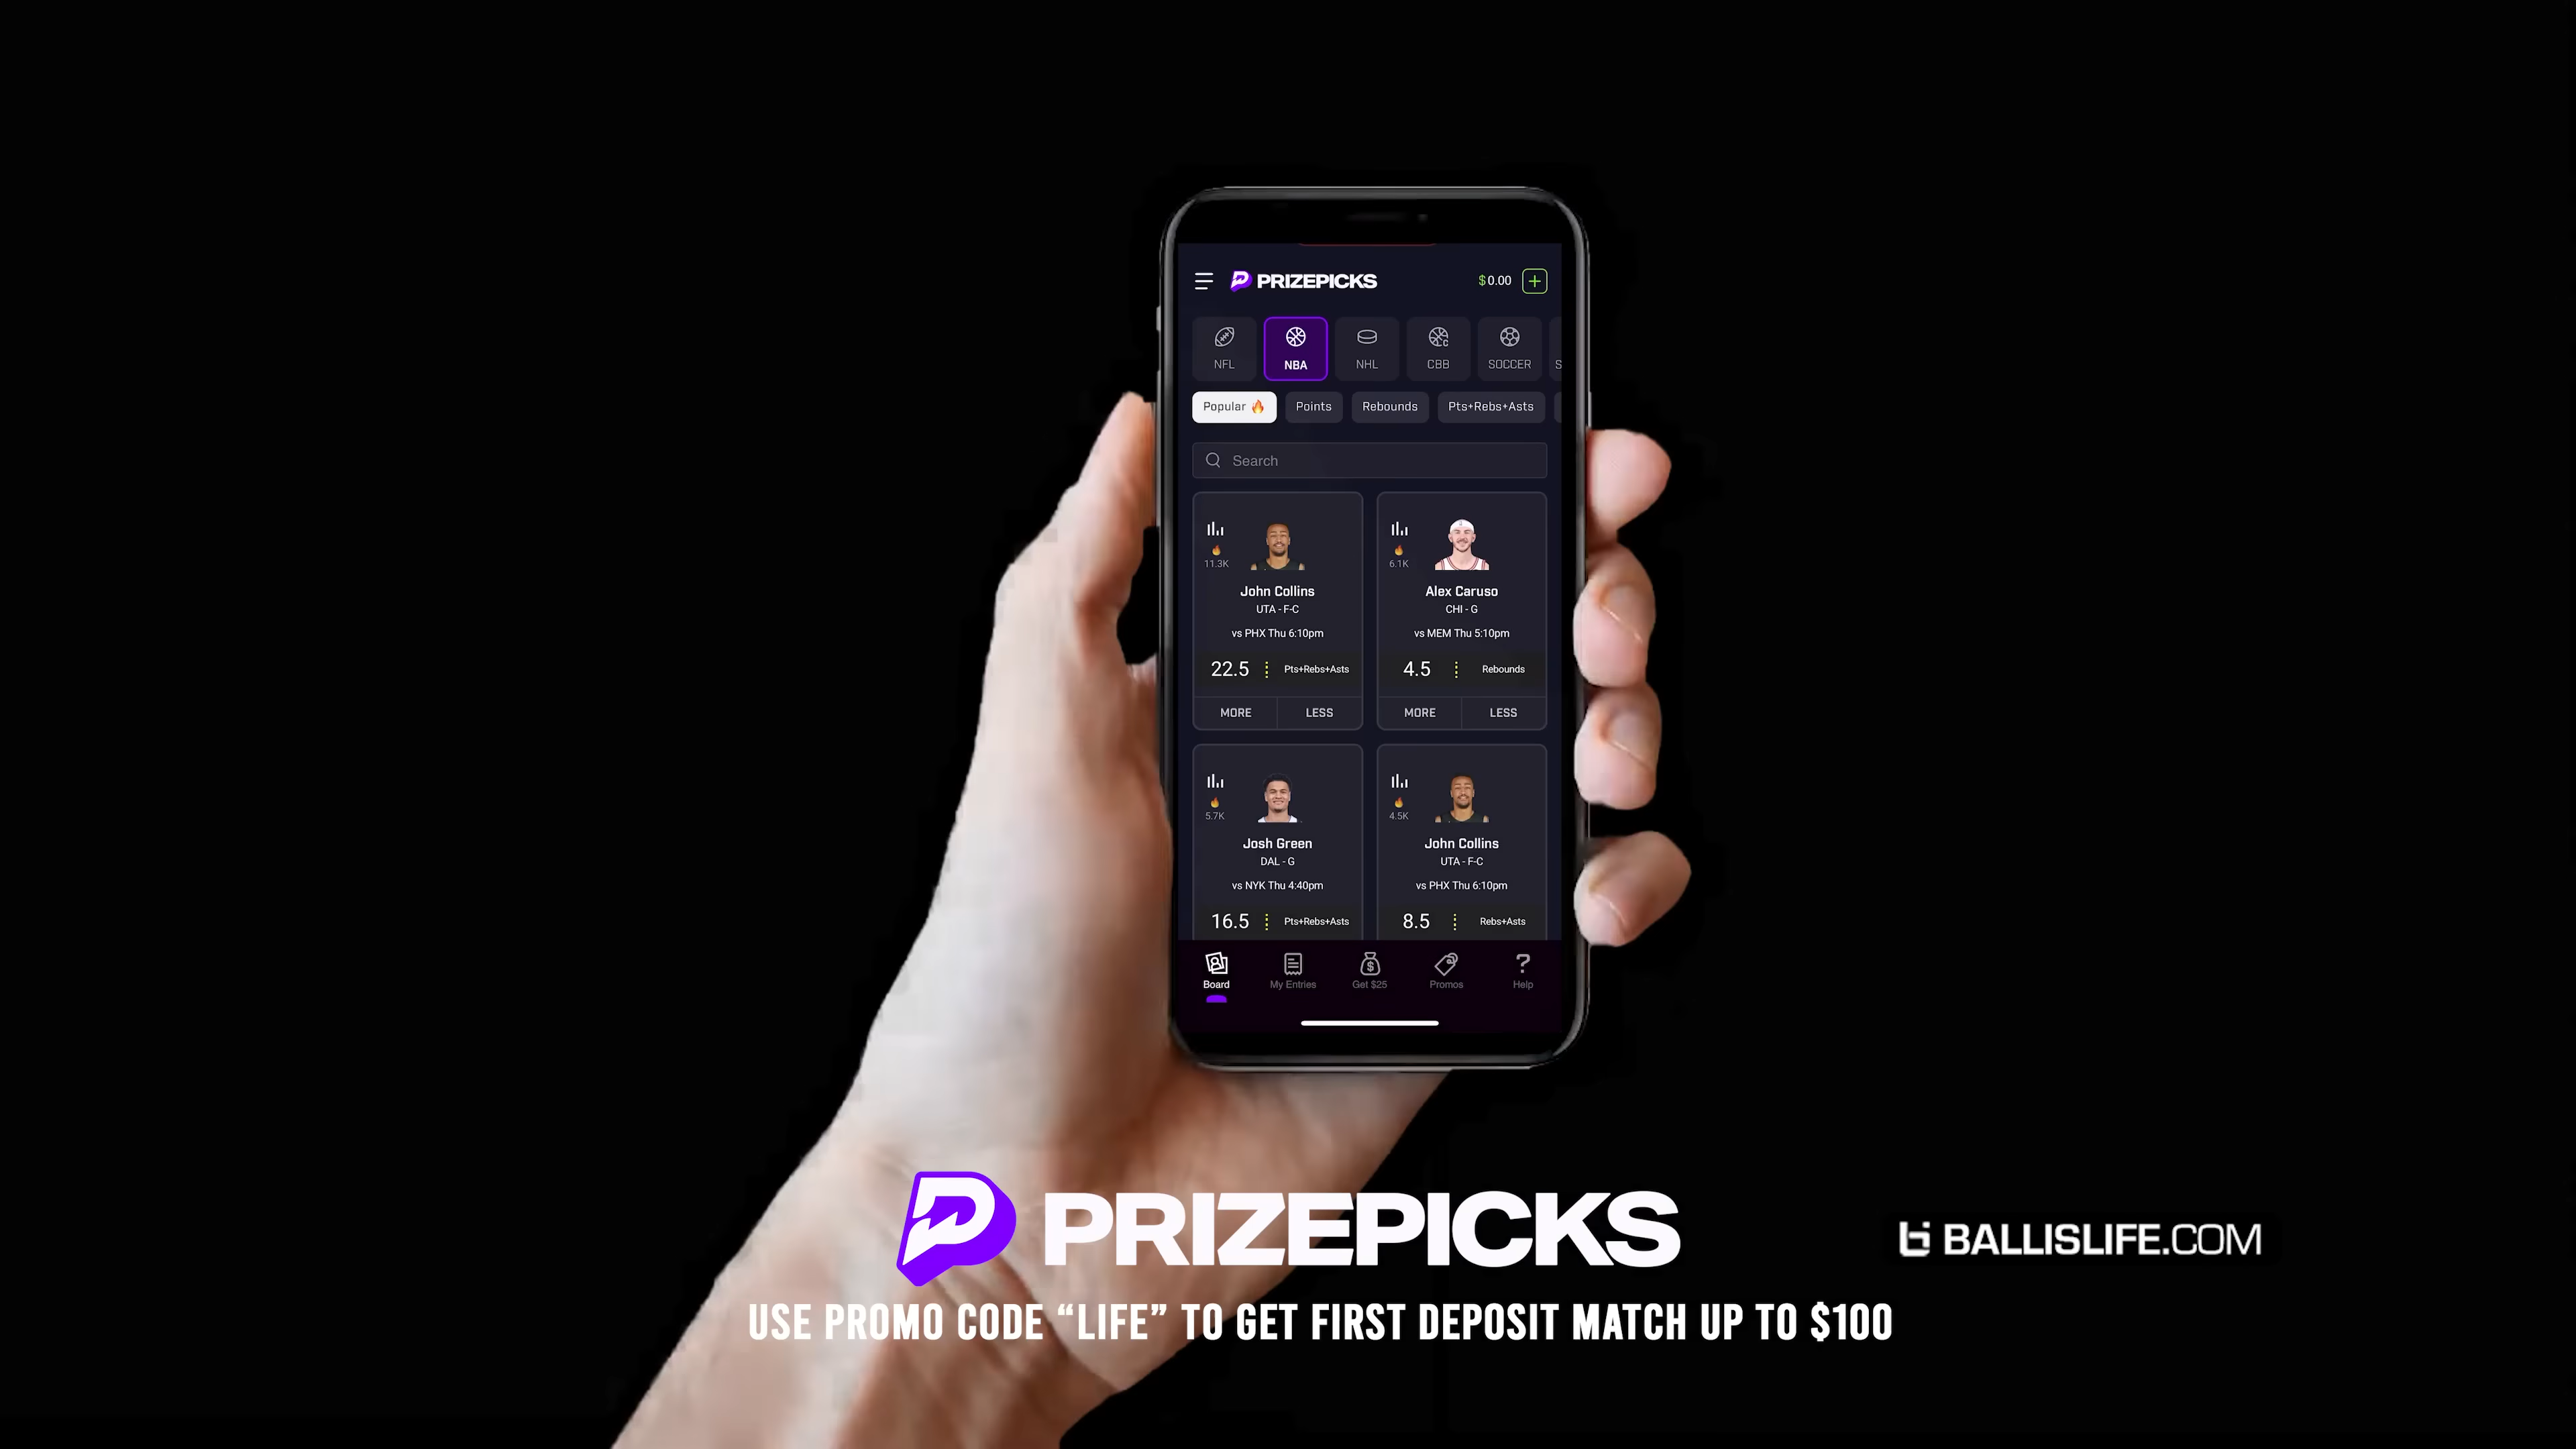 PRIZEPICKS
$0.00
NFL
NBA
NHL
CBB
SOCCER
S
Popular 🔥
Points
Rebounds
Pts+Rebs+Asts
Search
11.3K
John Collins
UTA - F-C
vs PHX Thu 6:10pm
22.5
Pts+Rebs+Asts
MORE
LESS
6.1K
Alex Caruso
CHI - G
vs MEM Thu 5:10pm
4.5
Rebounds
MORE
LESS
5.7K
Josh Green
DAL - G
vs NYK Thu 4:40pm
16.5
Pts+Rebs+Asts
4.5K
John Collins
UTA - F-C
vs PHX Thu 6:10pm
8.5
Rebs+Asts
Board
My Entries
Get $25
Promos
Help
PRIZEPICKS
BALLISLIFE.COM
USE PROMO CODE “LIFE” TO GET FIRST DEPOSIT MATCH UP TO $100